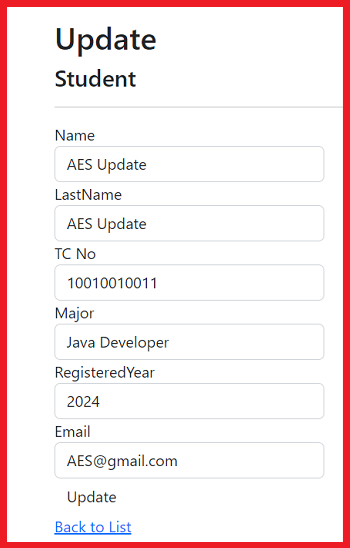 Update
Student
Name
AES Update
LastName
AES Update
TC No
10010010011
Major
Java Developer
RegisteredYear
2024
Email
AES@gmail.com
Update
Back to List